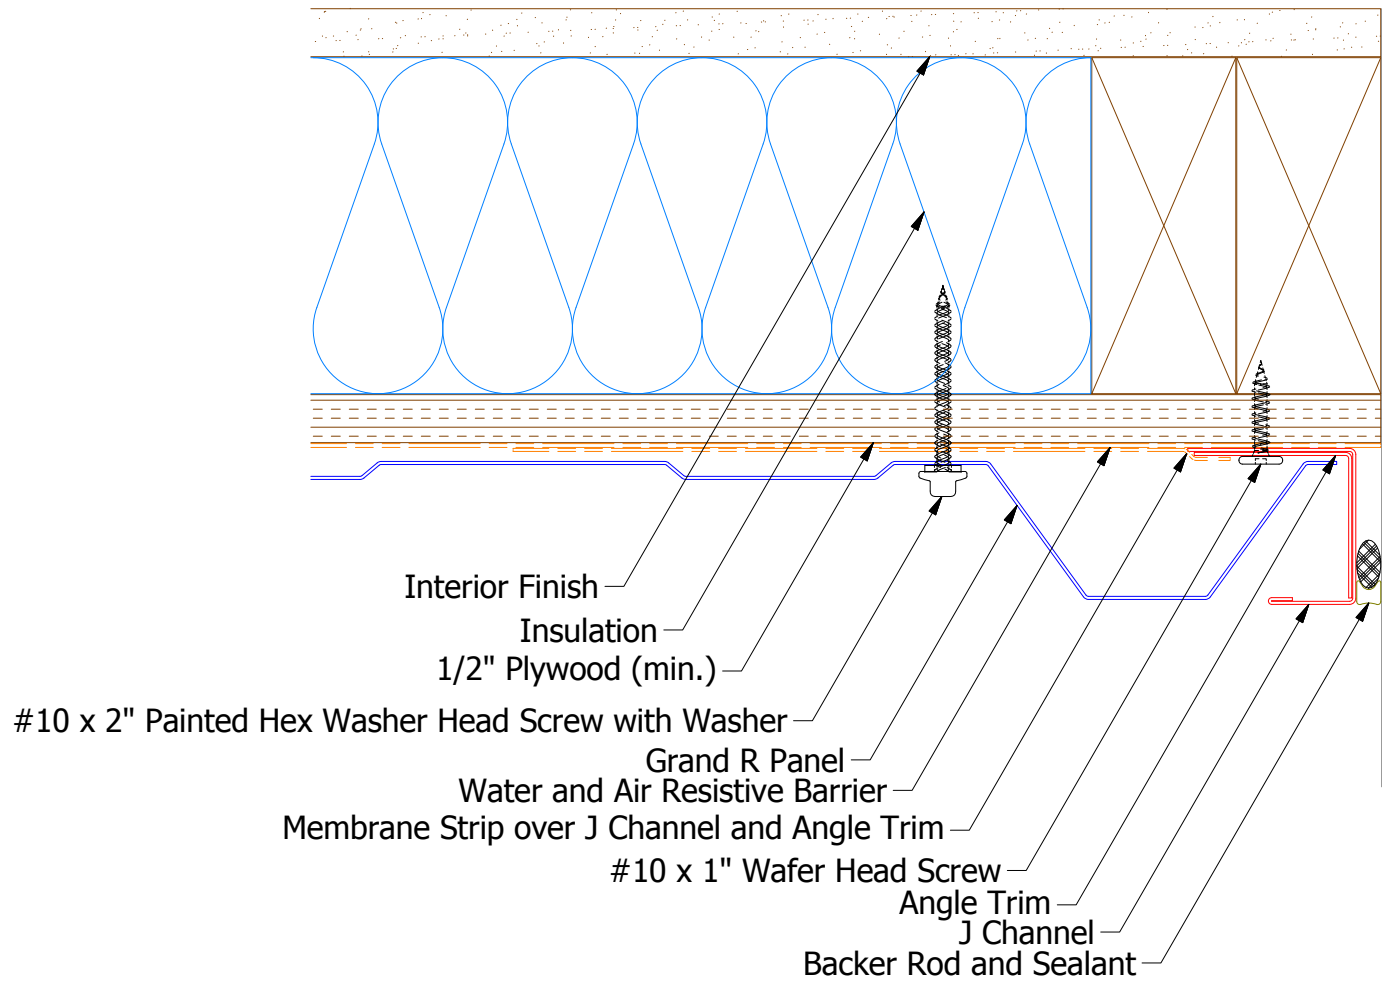 Interior Finish
Insulation
1/2" Plywood (min.)
#10 x 2" Painted Hex Washer Head Screw with Washer
Grand R Panel
Water and Air Resistive Barrier
Membrane Strip over J Channel and Angle Trim
#10 x 1" Wafer Head Screw
Angle Trim
J Channel
Backer Rod and Sealant